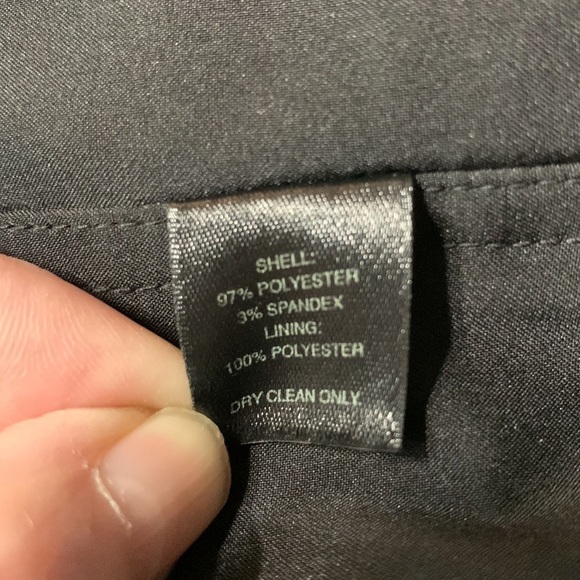 SHELL:
97% POLYESTER
3% SPANDEX
LINING:
100% POLYESTER
DRY CLEAN ONLY.